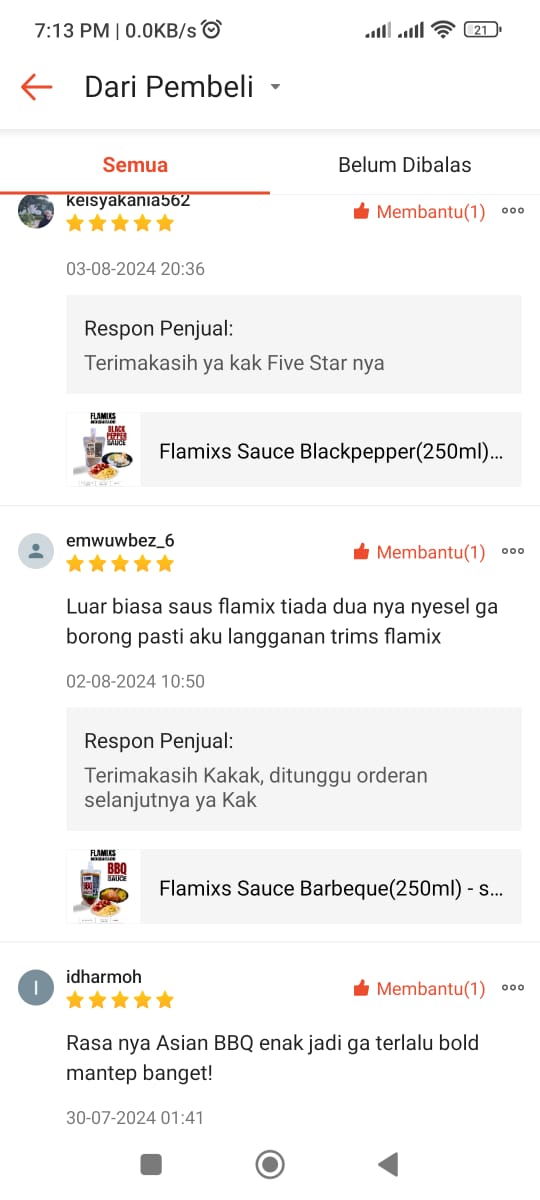 7:13 PM | 0.0KB/s
21
Dari Pembeli
Semua
Belum Dibalas
keisyakania562
Membantu(1)
03-08-2024 20:36
Respon Penjual:
Terimakasih ya kak Five Star nya
FLAMIXS
BLACK
PEPPER
SAUCE
Flamixs Sauce Blackpepper(250ml)...
emwuwbez_6
Membantu(1)
Luar biasa saus flamix tiada dua nya nyesel ga
borong pasti aku langganan trims flamix
02-08-2024 10:50
Respon Penjual:
Terimakasih Kakak, ditunggu orderan
selanjutnya ya Kak
FLAMIXS
BBQ
SAUCE
Flamixs Sauce Barbeque(250ml) - s...
I
idharmoh
Membantu(1)
Rasa nya Asian BBQ enak jadi ga terlalu bold
mantep banget!
30-07-2024 01:41